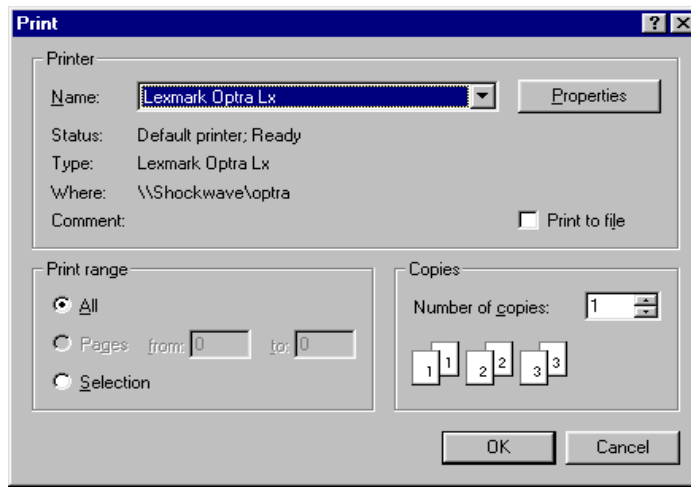 Print
Printer
Name: Lexmark Optra Lx Properties
Status: Default printer; Ready
Type: Lexmark Optra Lx
Where: \\Shockwave\optra
Comment: Print to file
Print range
All
Pages from: 0 to: 0
Selection
Copies
Number of copies: 1
1 1 2 2 3 3
OK Cancel